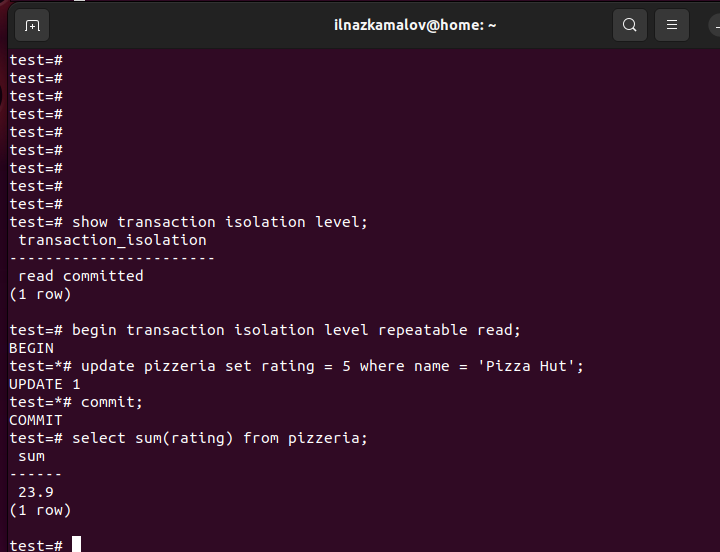 ilnazkamalov@home: ~
test=#
test=#
test=#
test=#
test=#
test=#
test=#
test=#
test=#
test=# show transaction isolation level;
 transaction_isolation
-----------------------
 read committed
(1 row)
test=# begin transaction isolation level repeatable read;
BEGIN
test=*# update pizzeria set rating = 5 where name = 'Pizza Hut';
UPDATE 1
test=*# commit;
COMMIT
test=# select sum(rating) from pizzeria;
 sum
------
 23.9
(1 row)
test=#